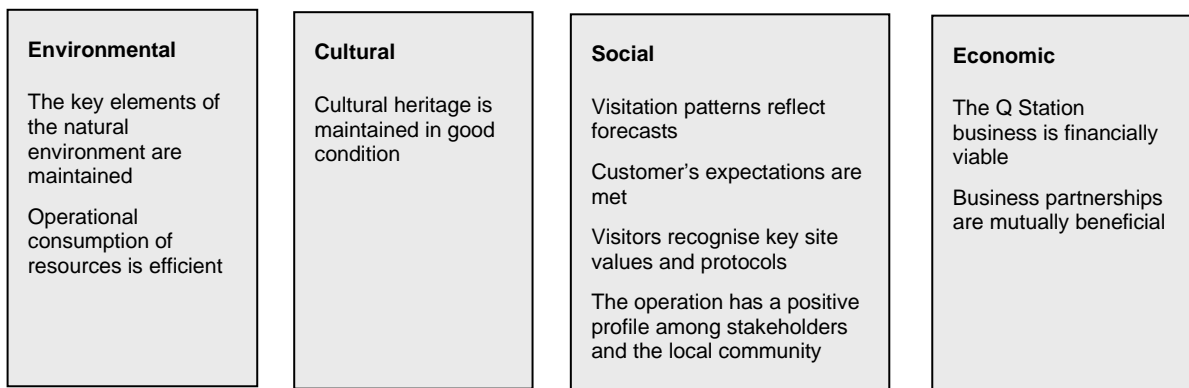 Environmental
The key elements of
the natural
environment are
maintained
Operational
consumption of
resources is efficient
Cultural
Cultural heritage is
maintained in good
condition
Social
Visitation patterns reflect
forecasts
Customer’s expectations are
met
Visitors recognise key site
values and protocols
The operation has a positive
profile among stakeholders
and the local community
Economic
The Q Station
business is financially
viable
Business partnerships
are mutually beneficial